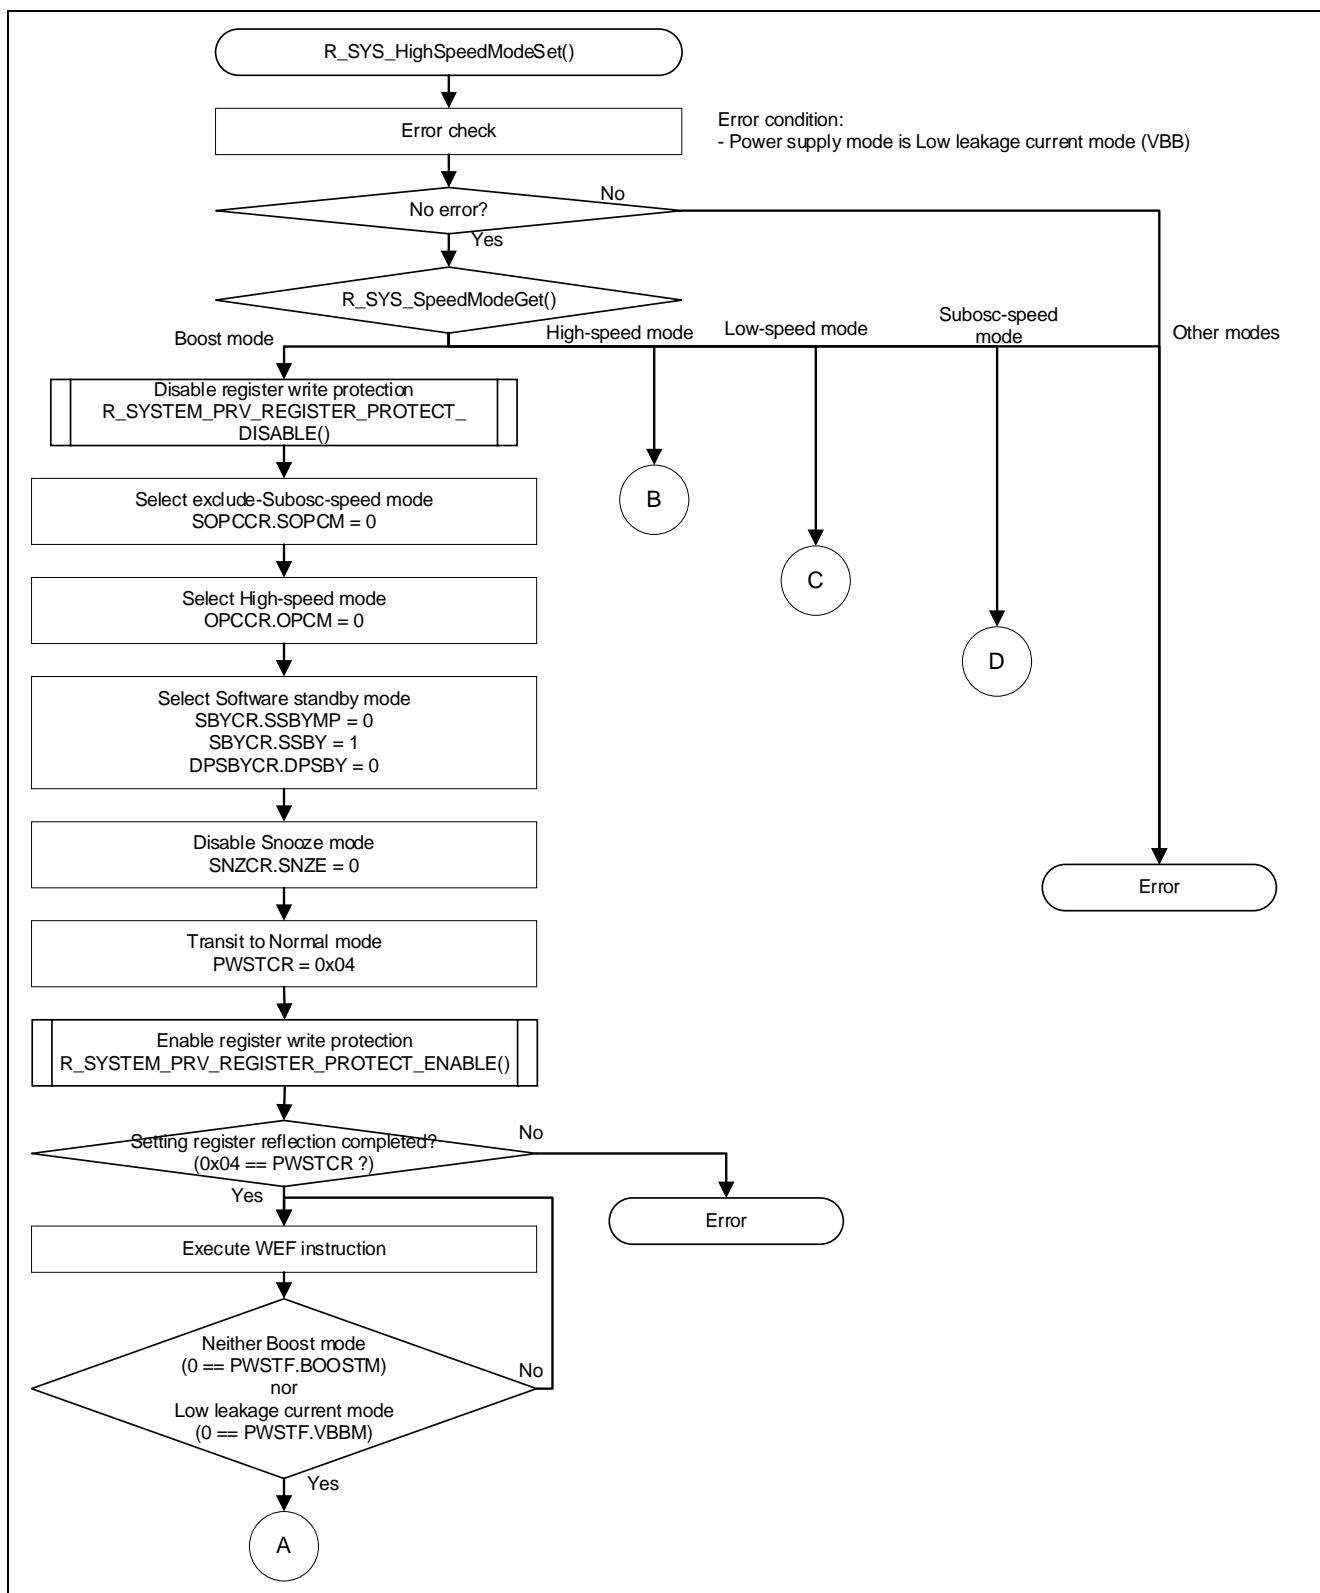 R_SYS_HighSpeedModeSet()
Error check
Error condition:
- Power supply mode is Low leakage current mode (VBB)
No error?
No
Yes
R_SYS_SpeedModeGet()
Boost mode
High-speed mode
Low-speed mode
Subosc-speed
mode
Other modes
Disable register write protection
R_SYSTEM_PRV_REGISTER_PROTECT_
DISABLE()
B
Select exclude-Subosc-speed mode
SOPCCR.SOPCM = 0
C
Select High-speed mode
OPCCR.OPCM = 0
D
Select Software standby mode
SBYCR.SSBYMP = 0
SBYCR.SSBY = 1
DPSBYCR.DPSBY = 0
Disable Snooze mode
SNZCR.SNZE = 0
Error
Transit to Normal mode
PWSTCR = 0x04
Enable register write protection
R_SYSTEM_PRV_REGISTER_PROTECT_ENABLE()
Setting register reflection completed?
(0x04 == PWSTCR ?)
No
Yes
Error
Execute WEF instruction
Neither Boost mode
(0 == PWSTF.BOOSTM)
nor
Low leakage current mode
(0 == PWSTF.VBBM)
No
Yes
A